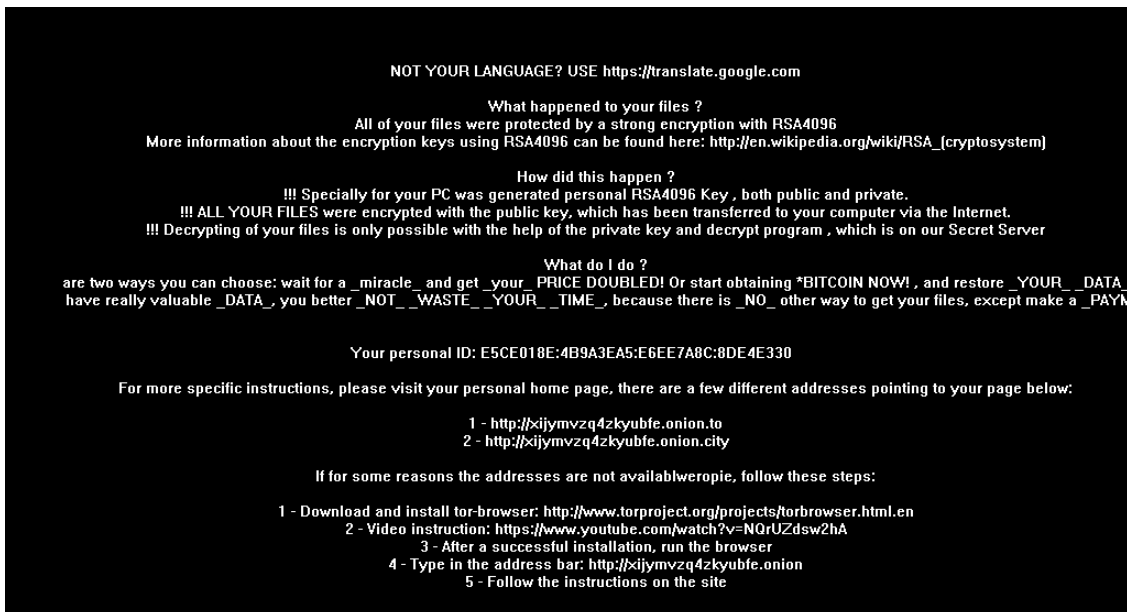 NOT YOUR LANGUAGE? USE https://translate.google.com
What happened to your files ?
All of your files were protected by a strong encryption with RSA4096
More information about the encryption keys using RSA4096 can be found here: http://en.wikipedia.org/wiki/RSA_(cryptosystem)
How did this happen ?
!!! Specially for your PC was generated personal RSA4096 Key , both public and private.
!!! ALL YOUR FILES were encrypted with the public key, which has been transferred to your computer via the Internet.
!!! Decrypting of your files is only possible with the help of the private key and decrypt program , which is on our Secret Server
What do I do ?
are two ways you can choose: wait for a _miracle_ and get _your_ PRICE DOUBLED! Or start obtaining *BITCOIN NOW! , and restore _YOUR_ _DATA_
have really valuable _DATA_, you better _NOT_ _WASTE_ _YOUR_ _TIME_, because there is _NO_ other way to get your files, except make a _PAYM
Your personal ID: E5CE018E:4B9A3EA5:E6EE7A8C:8DE4E330
For more specific instructions, please visit your personal home page, there are a few different addresses pointing to your page below:
1 - http://xijymvzq4zkyubfe.onion.to
2 - http://xijymvzq4zkyubfe.onion.city
If for some reasons the addresses are not availablweropie, follow these steps:
1 - Download and install tor-browser: http://www.torproject.org/projects/torbrowser.html.en
2 - Video instruction: https://www.youtube.com/watch?v=NQrUZdsw2hA
3 - After a successful installation, run the browser
4 - Type in the address bar: http://xijymvzq4zkyubfe.onion
5 - Follow the instructions on the site